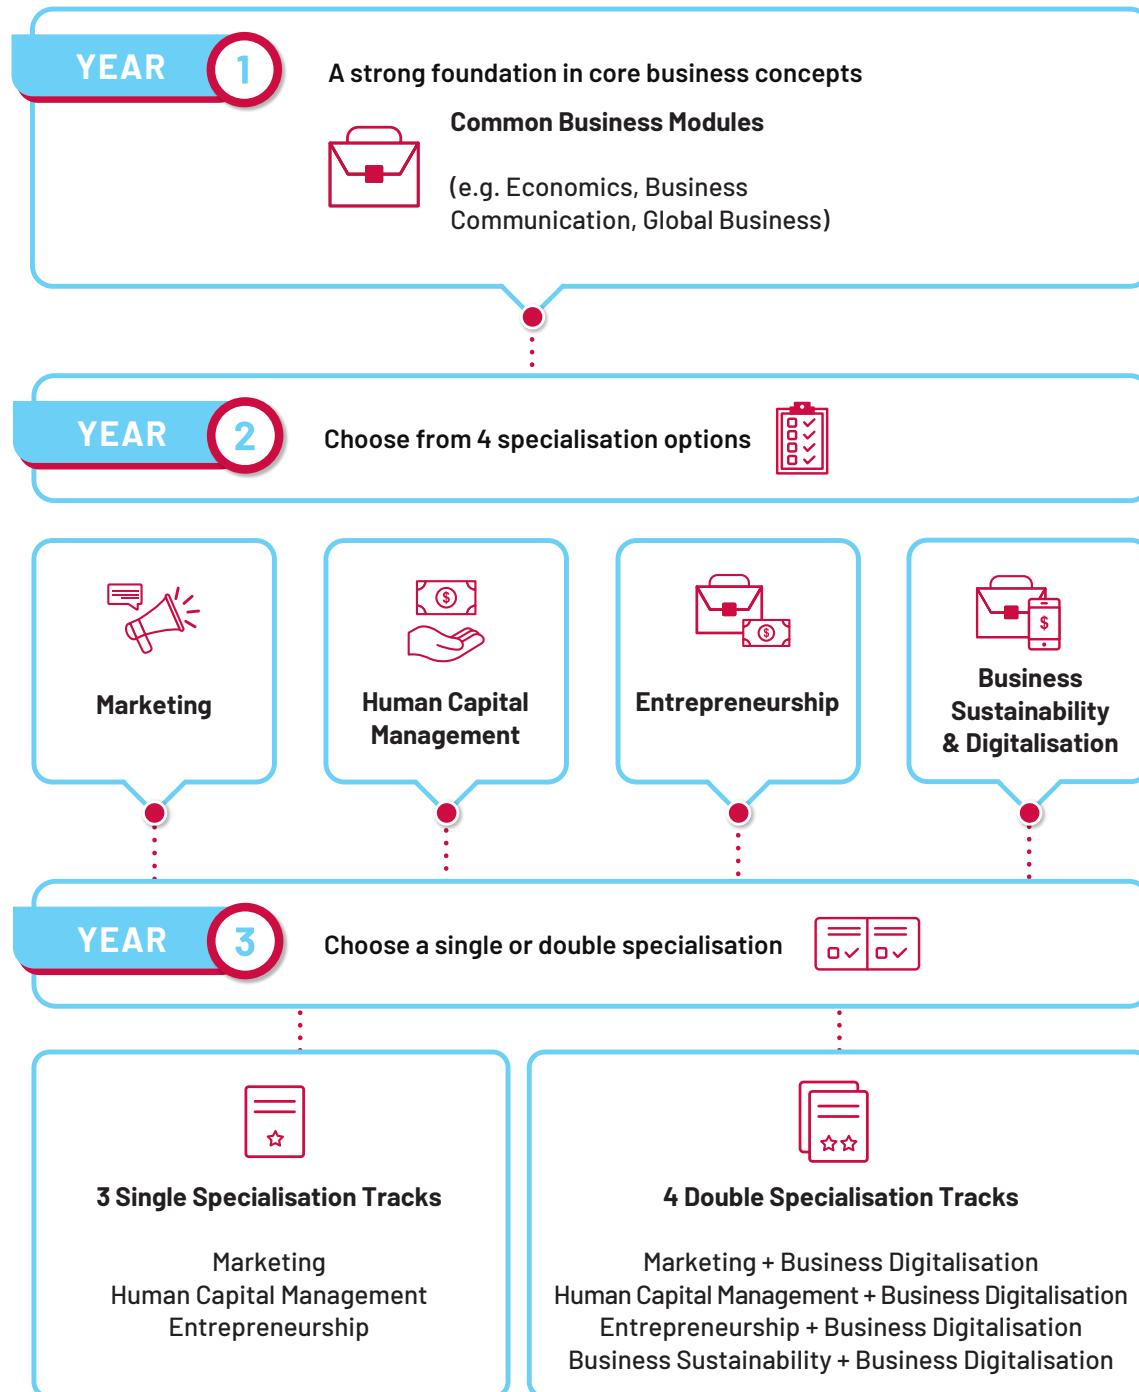 YEAR 1
A strong foundation in core business concepts
Common Business Modules
(e.g. Economics, Business
Communication, Global Business)
YEAR 2
Choose from 4 specialisation options
Marketing
$
Human Capital
Management
$
Entrepreneurship
$
Business
Sustainability
& Digitalisation
YEAR 3
Choose a single or double specialisation
3 Single Specialisation Tracks
Marketing
Human Capital Management
Entrepreneurship
4 Double Specialisation Tracks
Marketing + Business Digitalisation
Human Capital Management + Business Digitalisation
Entrepreneurship + Business Digitalisation
Business Sustainability + Business Digitalisation